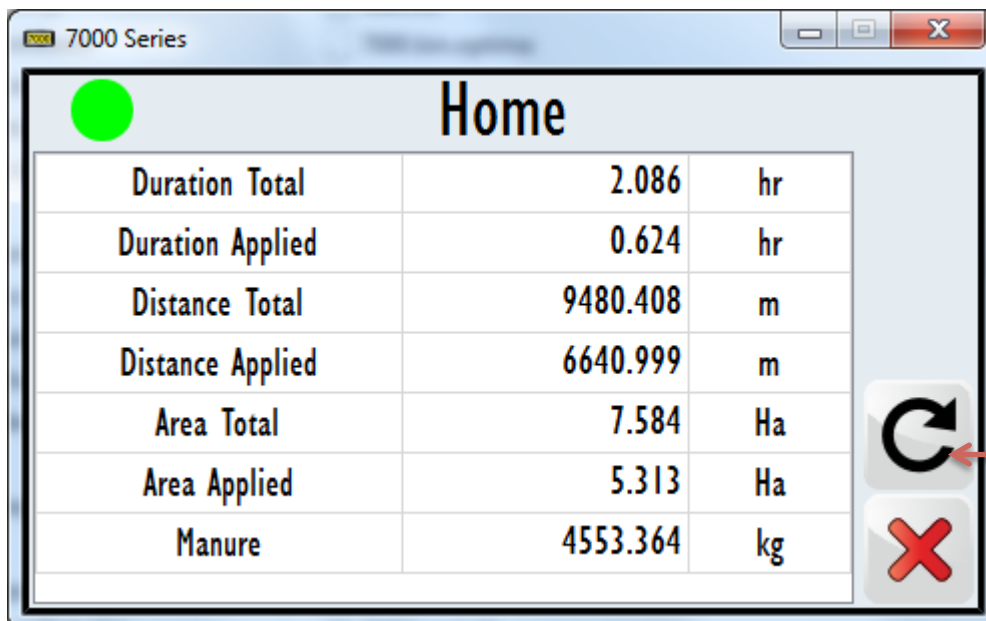 7000 Series
Home
Duration Total 2.086 hr
Duration Applied 0.624 hr
Distance Total 9480.408 m
Distance Applied 6640.999 m
Area Total 7.584 Ha
Area Applied 5.313 Ha
Manure 4553.364 kg